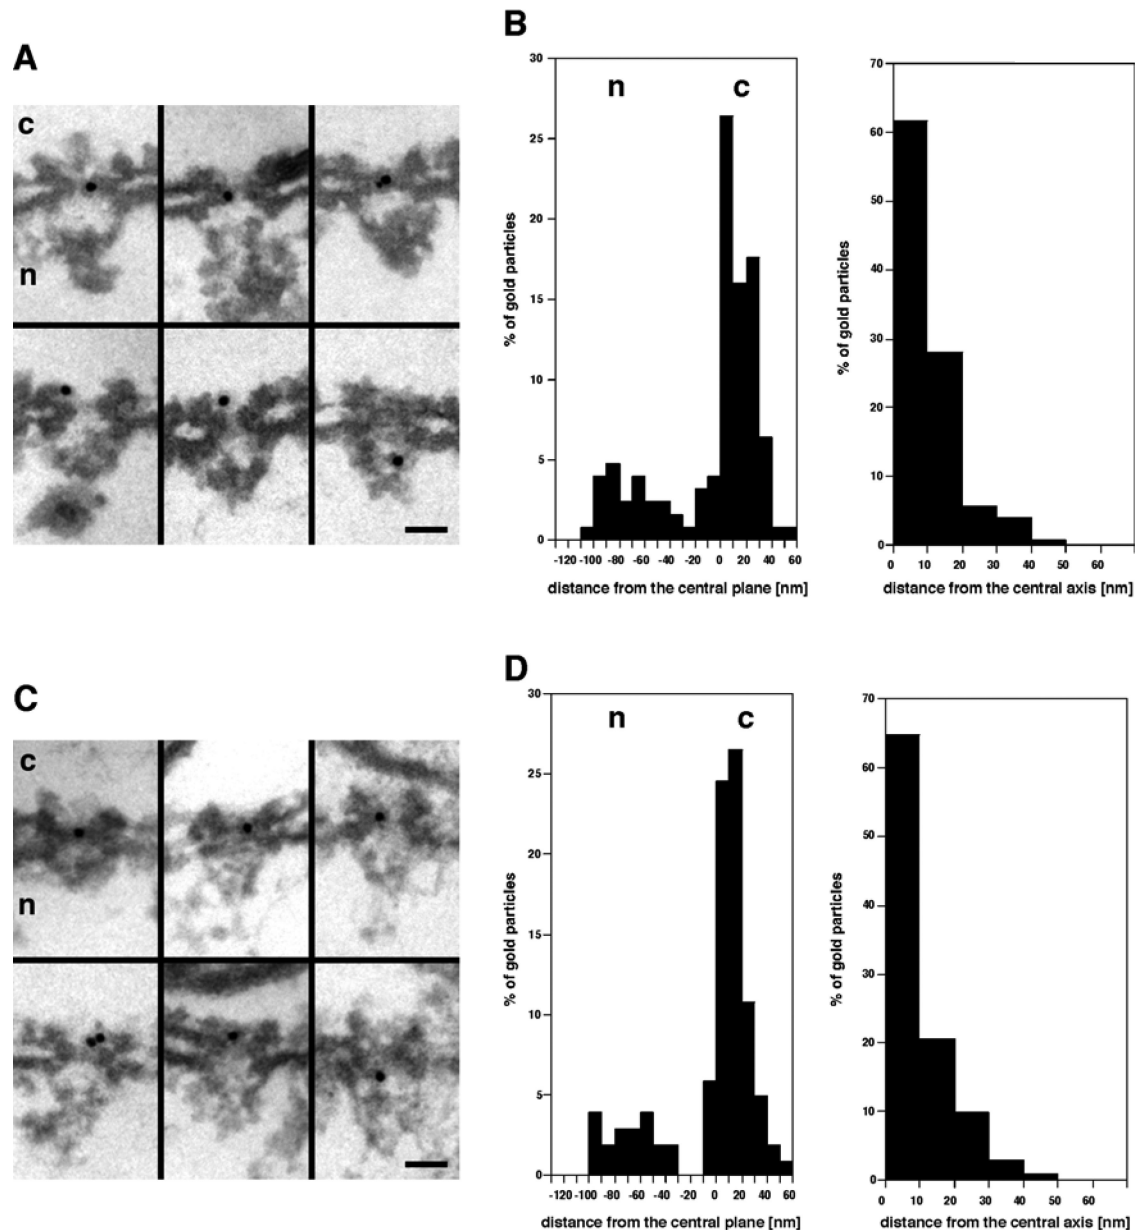 A
c
n
B
n c
30
25
20
15
10
5
0
% of gold particles
-120 -100 -80 -60 -40 -20 0 20 40 60
distance from the central plane [nm]
70
60
50
40
30
20
10
0
% of gold particles
0 10 20 30 40 50 60
distance from the central axis [nm]
C
c
n
D
n c
30
25
20
15
10
5
0
% of gold particles
-120 -100 -80 -60 -40 -20 0 20 40 60
distance from the central plane [nm]
70
60
50
40
30
20
10
0
% of gold particles
0 10 20 30 40 50 60
distance from the central axis [nm]